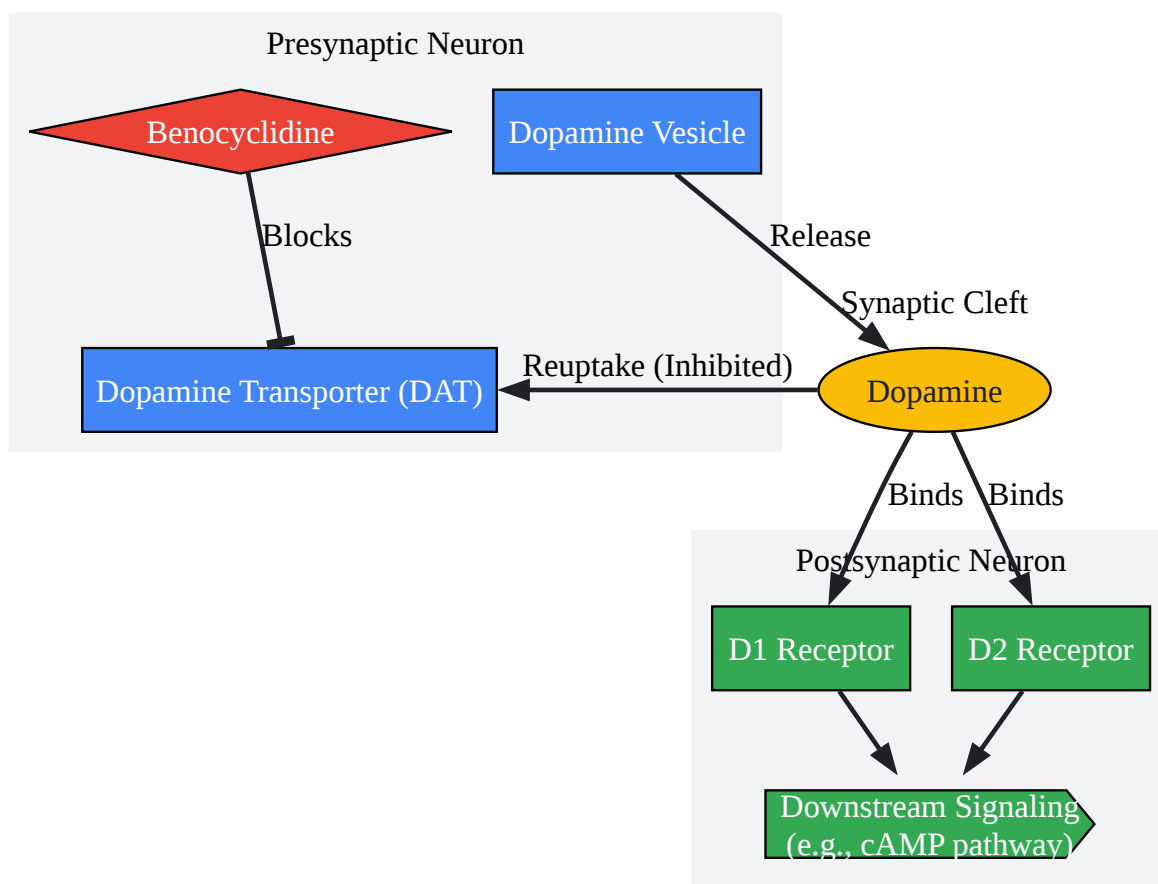 Presynaptic Neuron
Benocyclidine
Dopamine Vesicle
Blocks
Release
Synaptic Cleft
Reuptake (Inhibited)
Dopamine Transporter (DAT)
Dopamine
Binds
Binds
Postsynaptic Neuron
D1 Receptor
D2 Receptor
Downstream Signaling
(e.g., cAMP pathway)